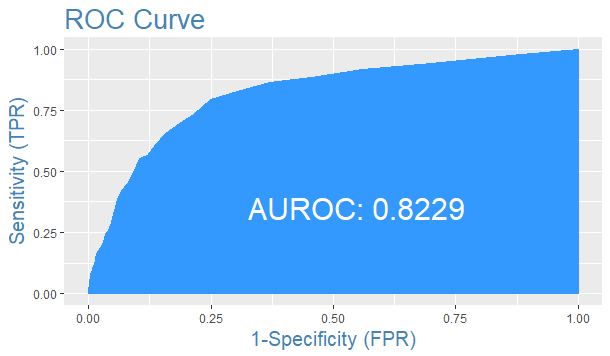 ROC Curve
1.00
0.75
0.50
0.25
0.00
Sensitivity (TPR)
AUROC: 0.8229
0.00 0.25 0.50 0.75 1.00
1-Specificity (FPR)